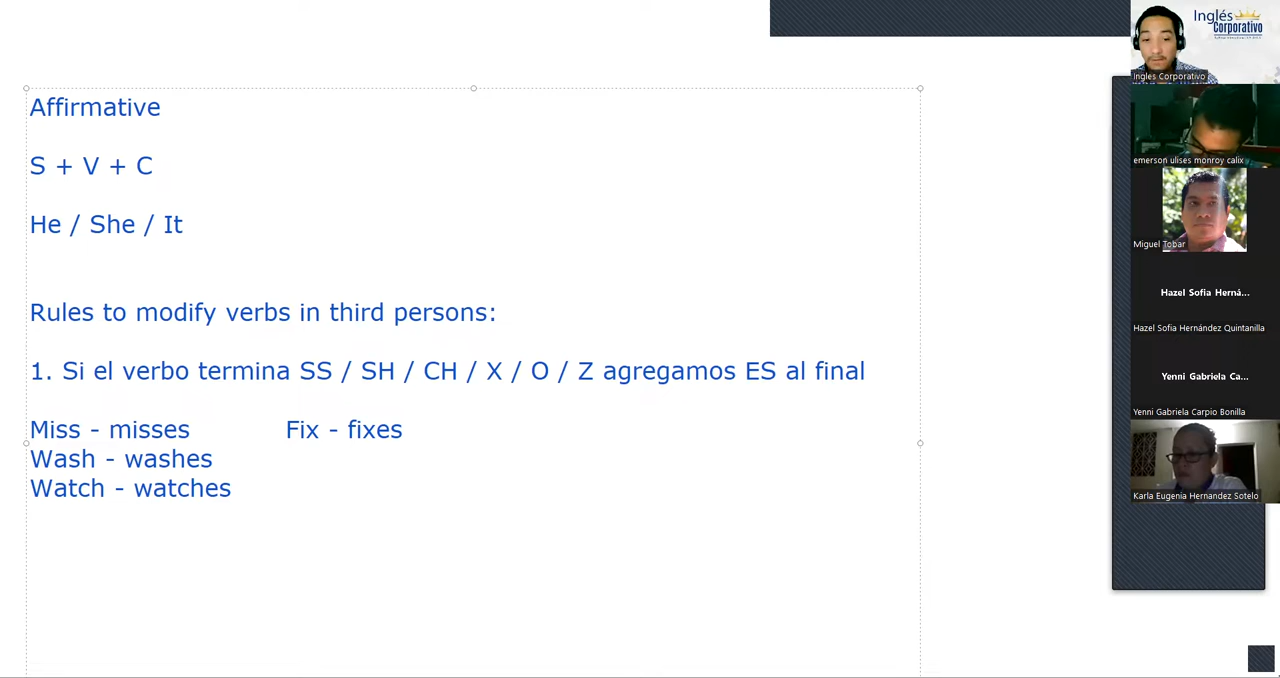 Affirmative
S + V + C
He / She / It
Rules to modify verbs in third persons:
1. Si el verbo termina SS / SH / CH / X / O / Z agregamos ES al final
Miss - misses Fix - fixes
Wash - washes
Watch - watches
Inglés
Corporativo
Ingles Corporativo
emerson ulises monroy calix
Miguel Tobar
Hazel Sofia Herná...
Hazel Sofia Hernández Quintanilla
Yenni Gabriela Ca...
Yenni Gabriela Carpio Bonilla
Karla Eugenia Hernandez Sotelo